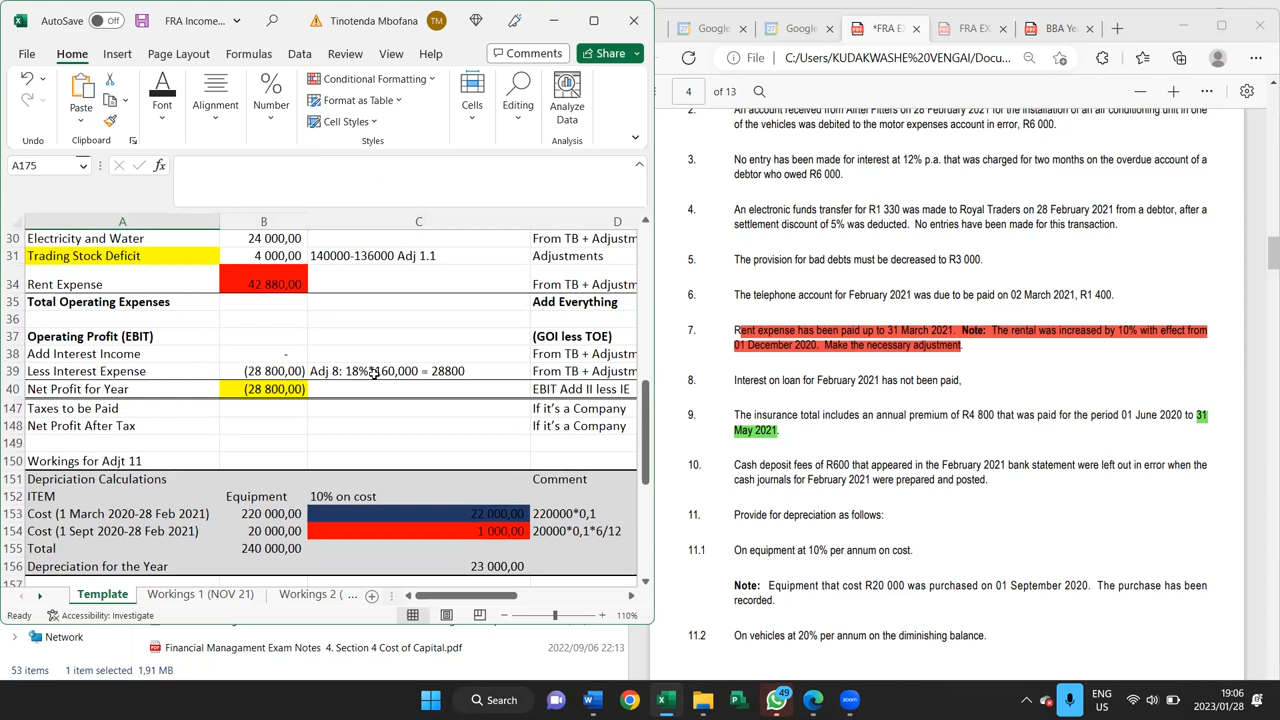 AutoSave Off FRA Income... Tinotenda Mbofana TM
File Home Insert Page Layout Formulas Data Review View Help Comments Share
Paste Font Alignment Number Conditional Formatting Format as Table Cell Styles Cells Editing Analyze Data
Undo Clipboard Styles Analysis
A175 fx
A B C D
30 Electricity and Water 24 000,00 From TB + Adjustm
31 Trading Stock Deficit 4 000,00 140000-136000 Adj 1.1 Adjustments
34 Rent Expense 42 880,00 From TB + Adjustm
35 Total Operating Expenses Add Everything
36
37 Operating Profit (EBIT) (GOI less TOE)
38 Add Interest Income - From TB + Adjustm
39 Less Interest Expense (28 800,00) Adj 8: 18%*160,000 = 28800 From TB + Adjustm
40 Net Profit for Year (28 800,00) EBIT Add II less IE
147 Taxes to be Paid If it's a Company
148 Net Profit After Tax If it's a Company
149
150 Workings for Adjt 11
151 Depriciation Calculations Comment
152 ITEM Equipment 10% on cost
153 Cost (1 March 2020-28 Feb 2021) 220 000,00 22 000,00 220000*0,1
154 Cost (1 Sept 2020-28 Feb 2021) 20 000,00 1 000,00 20000*0,1*6/12
155 Total 240 000,00
156 Depreciation for the Year 23 000,00
157
Template Workings 1 (NOV 21) Workings 2 ( ...
Ready Accessibility: Investigate 110%
Network Financial Managament Exam Notes 4. Section 4 Cost of Capital.pdf 2022/09/06 22:13
53 items 1 item selected 1,91 MB
Google Google *FRA EX FRA EX BBA Ye
File C:/Users/KUDAKWASHE%20VENGAI/Docu...
4 of 13
2. An account received from Airtel Fitters on 28 February 2021 for the installation of an air conditioning unit in one
of the vehicles was debited to the motor expenses account in error, R6 000.
3. No entry has been made for interest at 12% p.a. that was charged for two months on the overdue account of a
debtor who owed R6 000.
4. An electronic funds transfer for R1 330 was made to Royal Traders on 28 February 2021 from a debtor, after a
settlement discount of 5% was deducted. No entries have been made for this transaction.
5. The provision for bad debts must be decreased to R3 000.
6. The telephone account for February 2021 was due to be paid on 02 March 2021, R1 400.
7. Rent expense has been paid up to 31 March 2021. Note: The rental was increased by 10% with effect from
01 December 2020. Make the necessary adjustment.
8. Interest on loan for February 2021 has not been paid,
9. The insurance total includes an annual premium of R4 800 that was paid for the period 01 June 2020 to 31
May 2021.
10. Cash deposit fees of R600 that appeared in the February 2021 bank statement were left out in error when the
cash journals for February 2021 were prepared and posted.
11. Provide for depreciation as follows:
11.1 On equipment at 10% per annum on cost.
Note: Equipment that cost R20 000 was purchased on 01 September 2020. The purchase has been
recorded.
11.2 On vehicles at 20% per annum on the diminishing balance.
Search 49 ENG US 19:06 2023/01/28